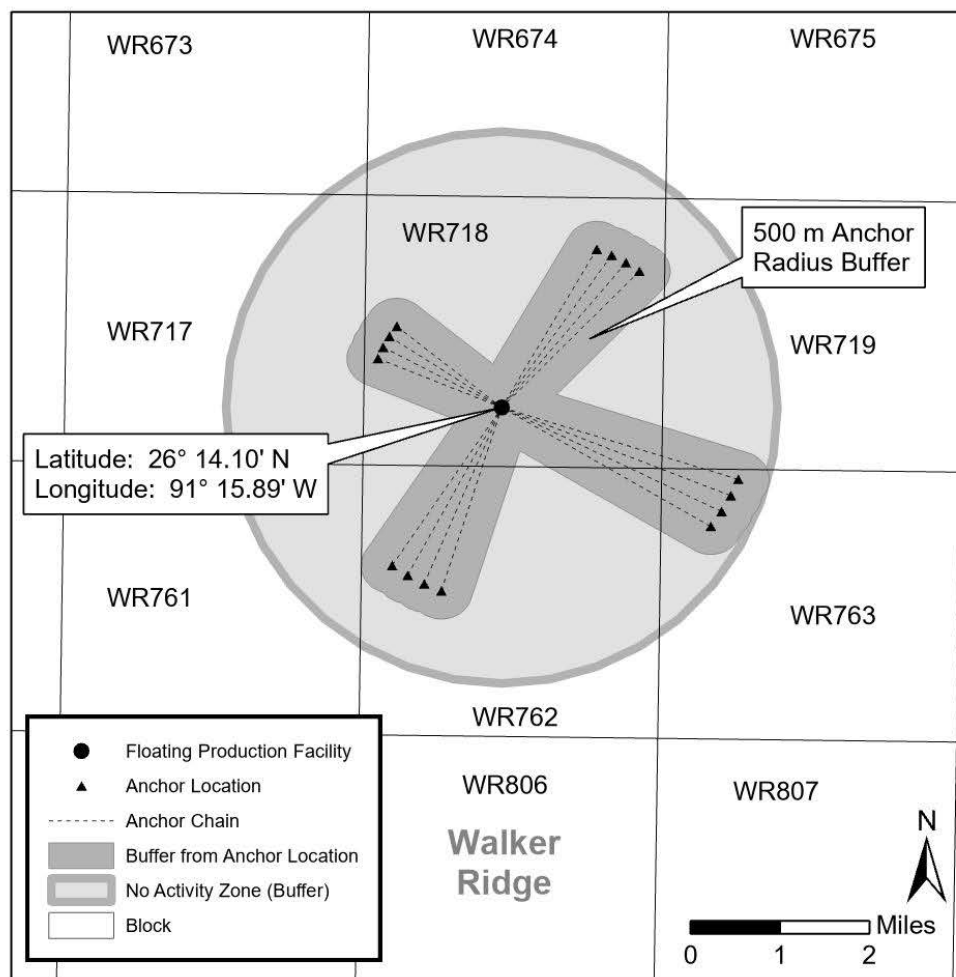 WR673
WR674
WR675
WR718
500 m Anchor
Radius Buffer
WR717
WR719
Latitude:  26° 14.10' N
Longitude:  91° 15.89' W
WR761
WR763
WR762
Floating Production Facility
Anchor Location
Anchor Chain
Buffer from Anchor Location
No Activity Zone (Buffer)
Block
WR806
WR807
Walker
Ridge
N
Miles
0 1 2